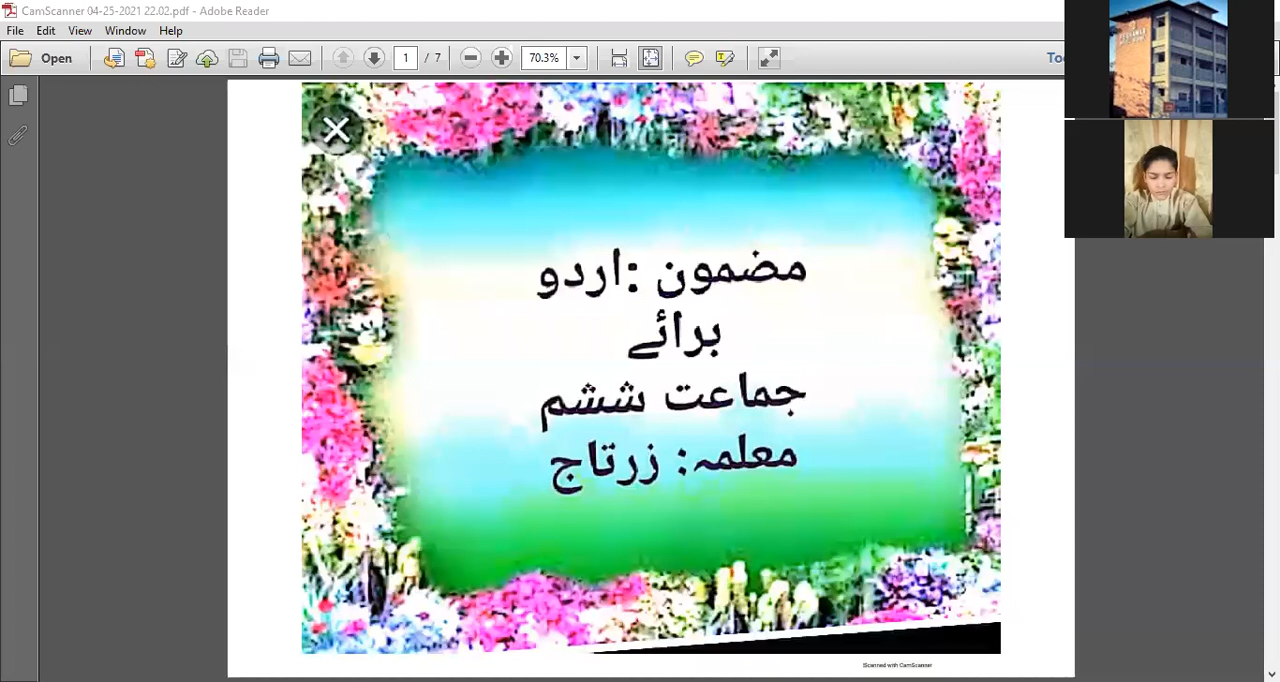 CamScanner 04-25-2021 22.02.pdf - Adobe Reader
File Edit View Window Help
Open 1 / 7 70.3% To
مضمون :اردو
برائے
جماعت ششم
معلمہ: زرتاج
Scanned with CamScanner